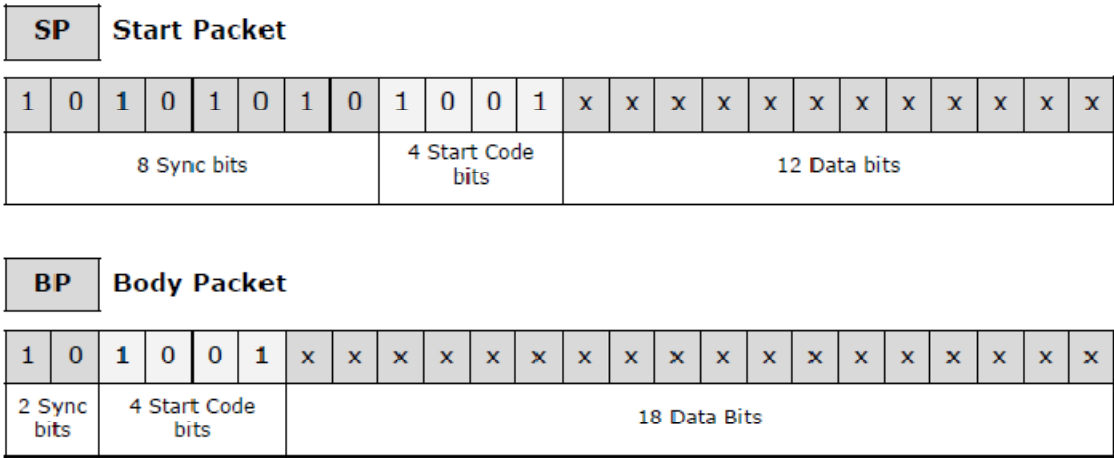 SP Start Packet
1 0 1 0 1 0 1 0 1 0 0 1 x x x x x x x x x x x x
8 Sync bits 4 Start Code bits 12 Data bits
BP Body Packet
1 0 1 0 0 1 x x x x x x x x x x x x x x x x x x
2 Sync bits 4 Start Code bits 18 Data Bits